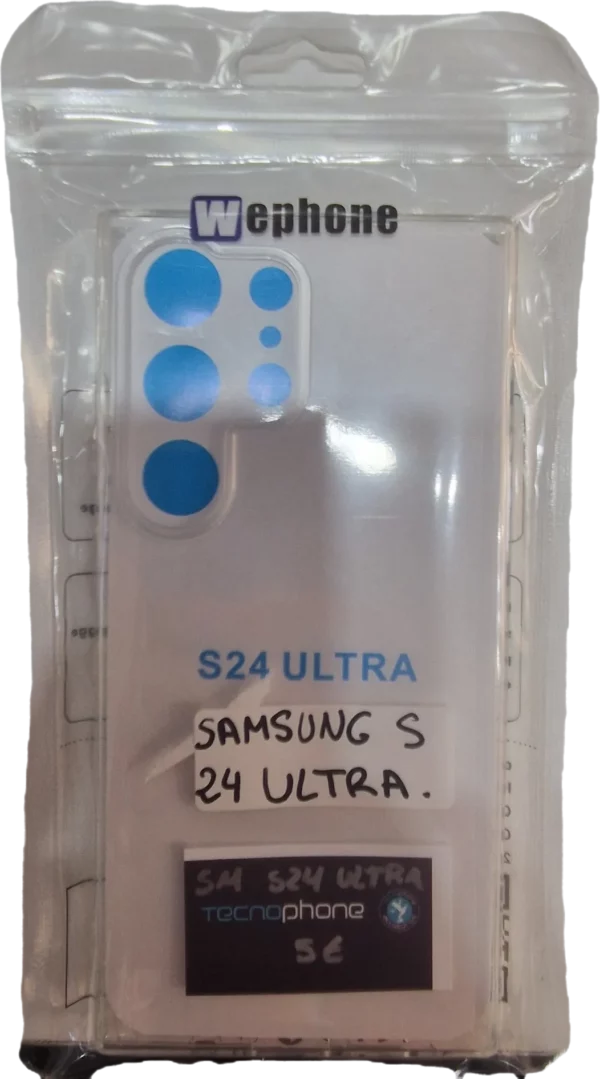 Wephone
S24 ULTRA
SAMSUNG S
24 ULTRA.
SM S24 ULTRA
TECNOPHONE
5€